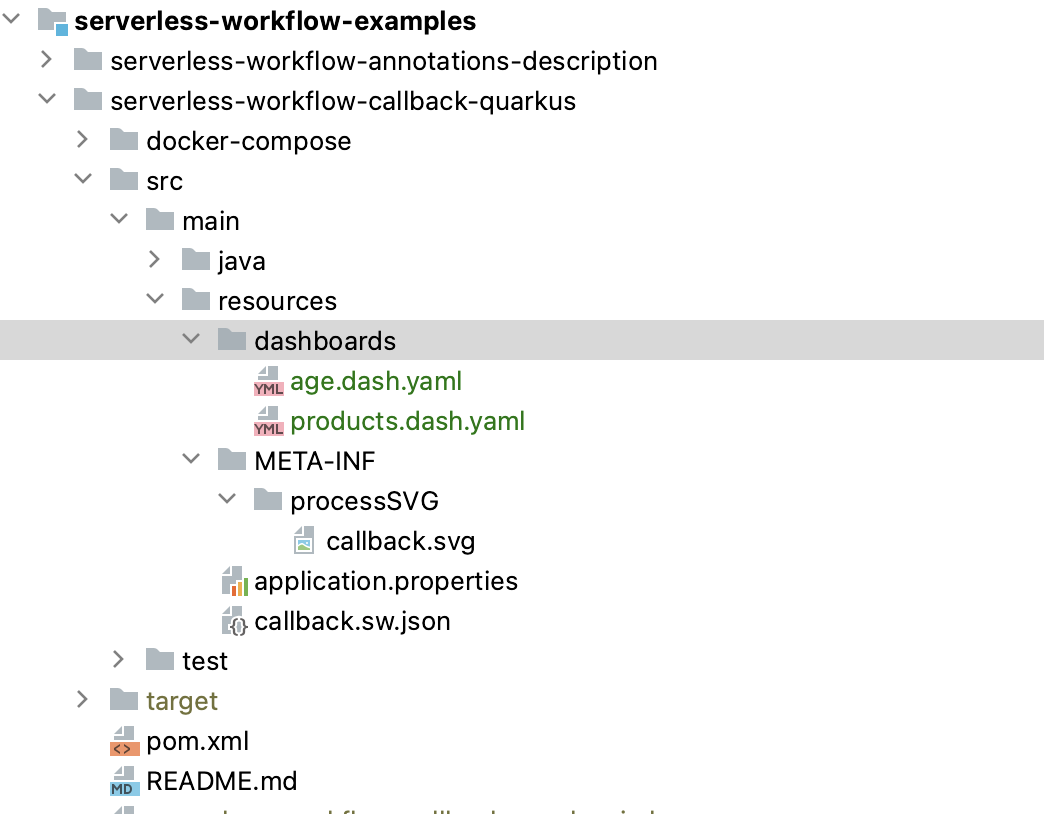 serverless-workflow-examples
serverless-workflow-annotations-description
serverless-workflow-callback-quarkus
docker-compose
src
main
java
resources
dashboards
YML age.dash.yaml
YML products.dash.yaml
META-INF
processSVG
callback.svg
application.properties
callback.sw.json
test
target
pom.xml
MD README.md